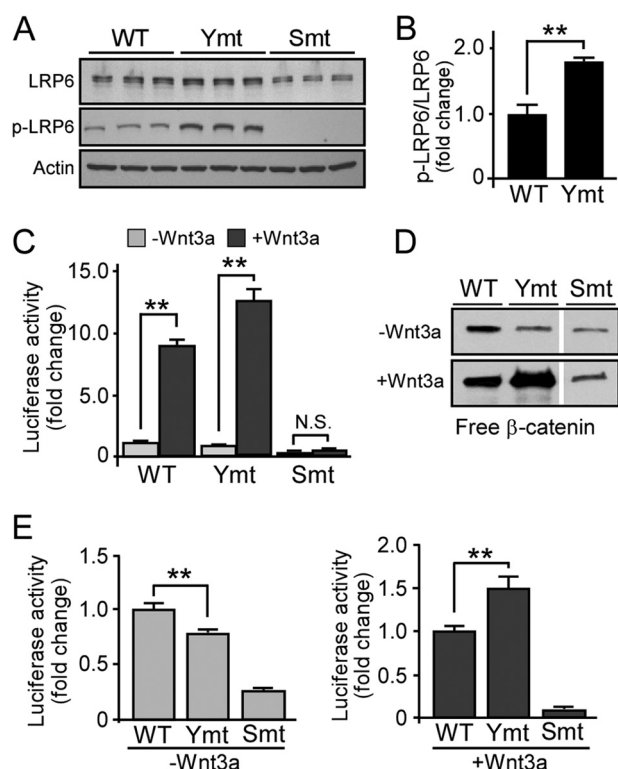 A
WT Ymt Smt
LRP6
p-LRP6
Actin
B
**
2.0
1.0
0
p-LRP6/LRP6
(fold change)
WT Ymt
C
-Wnt3a +Wnt3a
15.0
10.0
5.0
0
Luciferase activity
(fold change)
**
**
N.S.
WT Ymt Smt
D
WT Ymt Smt
-Wnt3a
+Wnt3a
Free β-catenin
E
1.5
1.0
0.5
0
Luciferase activity
(fold change)
**
WT Ymt Smt
-Wnt3a
2.0
1.5
1.0
0.5
0
Luciferase activity
(fold change)
**
WT Ymt Smt
+Wnt3a